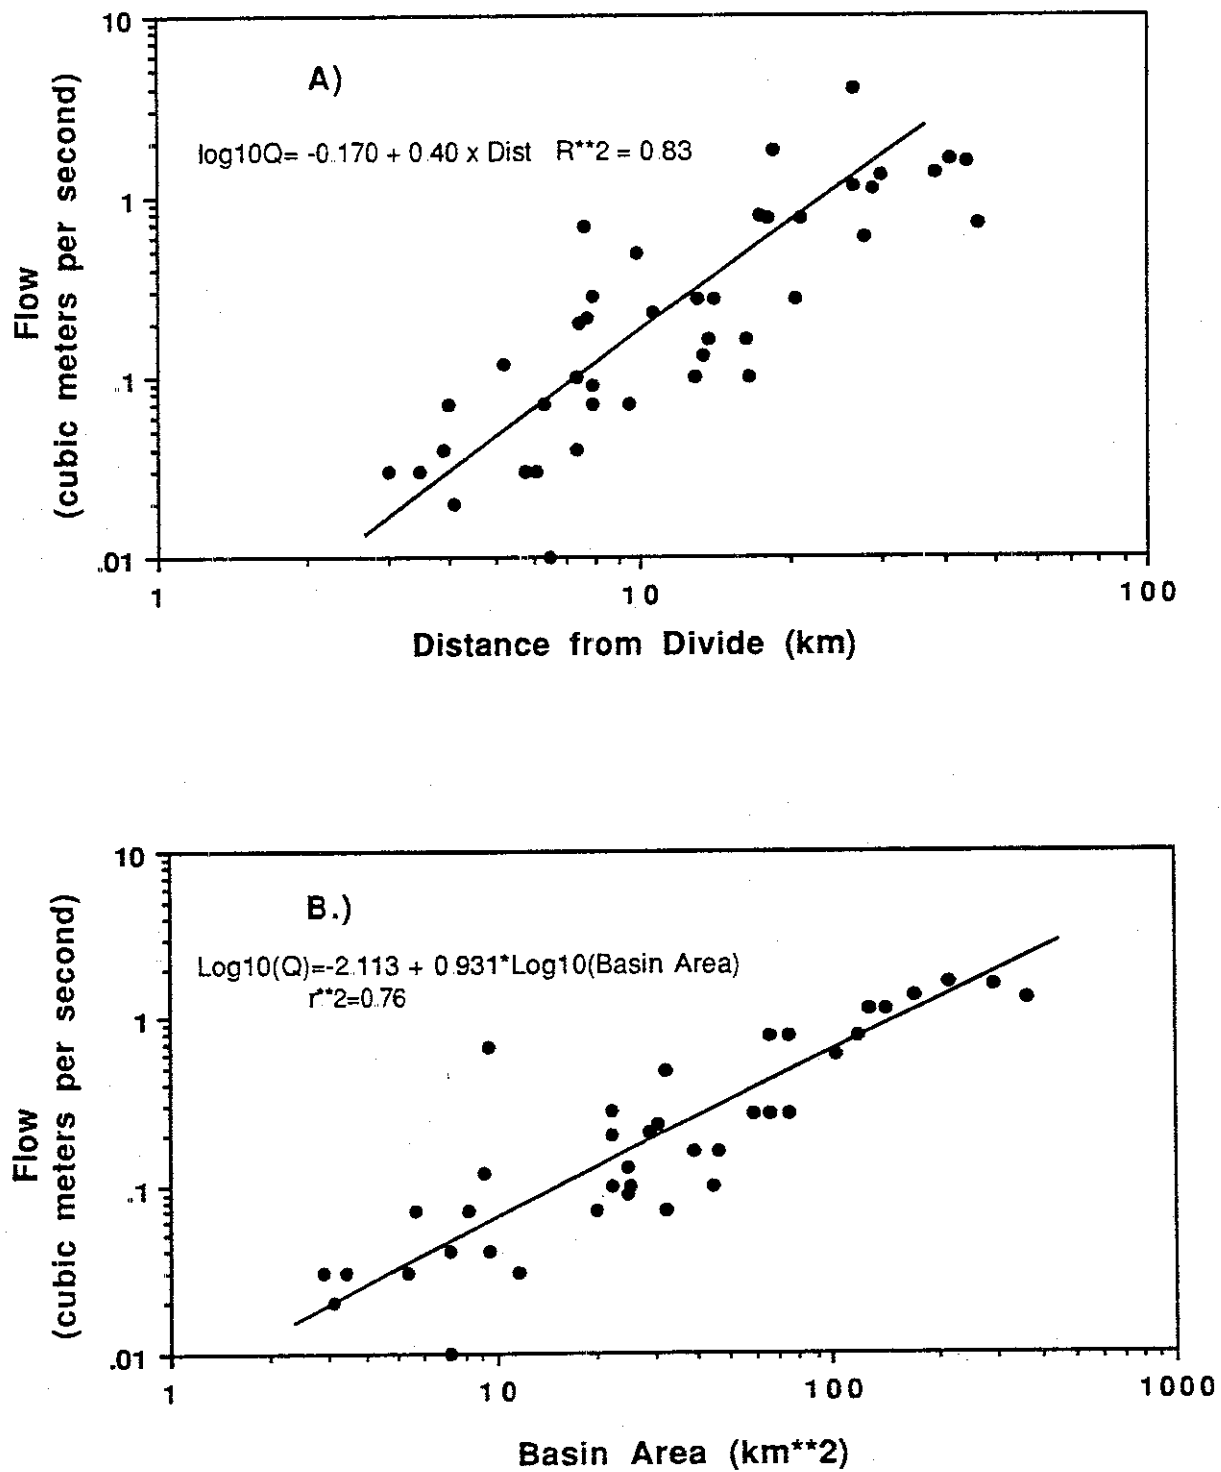 10
A)
log10Q= -0.170 + 0.40 x Dist R**2 = 0.83
1
Flow
(cubic meters per second)
.1
.01
1
10
100
Distance from Divide (km)
10
B.)
Log10(Q)=-2.113 + 0.931*Log10(Basin Area)
r**2=0.76
1
Flow
(cubic meters per second)
.1
.01
1
10
100
1000
Basin Area (km**2)